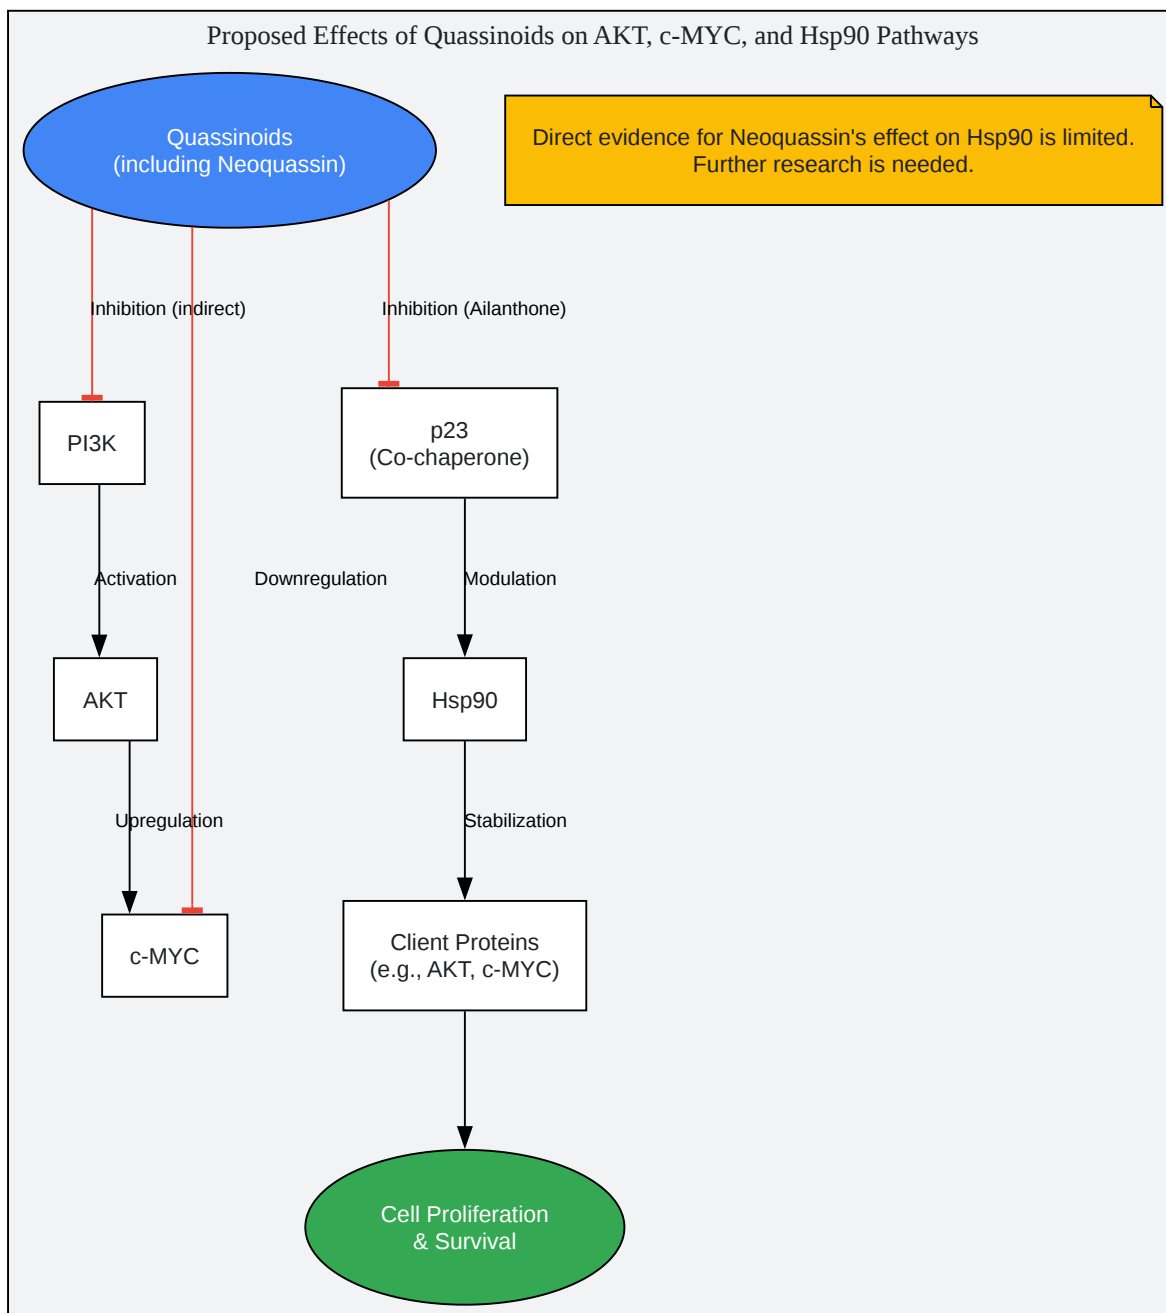 Proposed Effects of Quassinoids on AKT, c-MYC, and Hsp90 Pathways
Quassinoids
(including Neoquassin)
Direct evidence for Neoquassin's effect on Hsp90 is limited.
Further research is needed.
Inhibition (indirect)
Inhibition (Ailanthone)
PI3K
p23
(Co-chaperone)
Activation
Downregulation
Modulation
AKT
Hsp90
Upregulation
Stabilization
c-MYC
Client Proteins
(e.g., AKT, c-MYC)
Cell Proliferation
& Survival